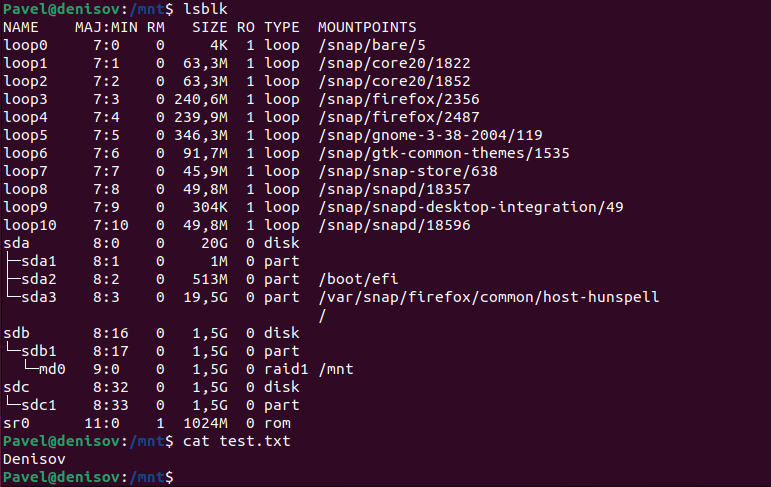 Pavel@denisov:/mnt$ lsblk
NAME    MAJ:MIN RM   SIZE RO TYPE  MOUNTPOINTS
loop0     7:0    0     4K  1 loop  /snap/bare/5
loop1     7:1    0  63,3M  1 loop  /snap/core20/1822
loop2     7:2    0  63,3M  1 loop  /snap/core20/1852
loop3     7:3    0 240,6M  1 loop  /snap/firefox/2356
loop4     7:4    0 239,9M  1 loop  /snap/firefox/2487
loop5     7:5    0 346,3M  1 loop  /snap/gnome-3-38-2004/119
loop6     7:6    0  91,7M  1 loop  /snap/gtk-common-themes/1535
loop7     7:7    0  45,9M  1 loop  /snap/snap-store/638
loop8     7:8    0  49,8M  1 loop  /snap/snapd/18357
loop9     7:9    0   304K  1 loop  /snap/snapd-desktop-integration/49
loop10    7:10   0  49,8M  1 loop  /snap/snapd/18596
sda       8:0    0    20G  0 disk
├─sda1    8:1    0     1M  0 part
├─sda2    8:2    0   513M  0 part  /boot/efi
└─sda3    8:3    0  19,5G  0 part  /var/snap/firefox/common/host-hunspell
                                   /
sdb       8:16   0   1,5G  0 disk
└─sdb1    8:17   0   1,5G  0 part
  └─md0   9:0    0   1,5G  0 raid1 /mnt
sdc       8:32   0   1,5G  0 disk
└─sdc1    8:33   0   1,5G  0 part
sr0      11:0    1  1024M  0 rom
Pavel@denisov:/mnt$ cat test.txt
Denisov
Pavel@denisov:/mnt$